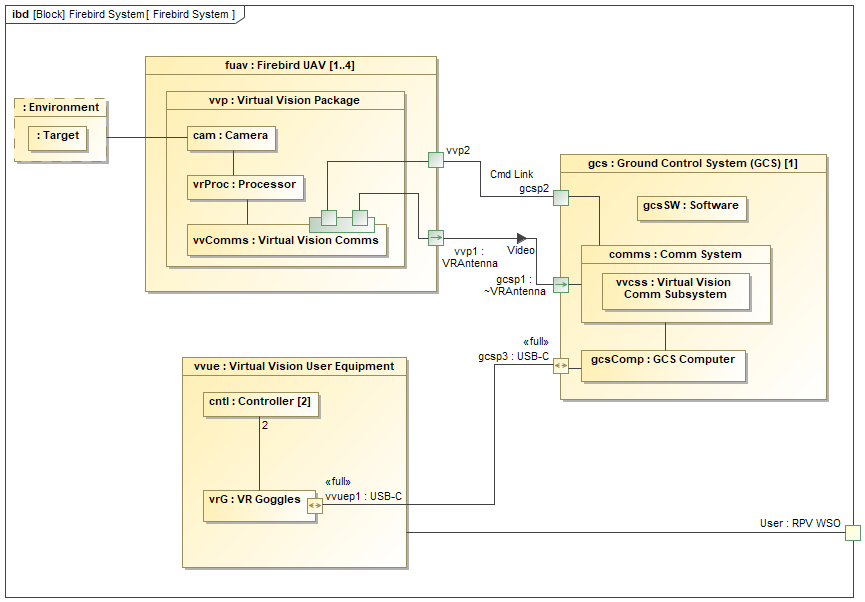 ibd [Block] Firebird System[ Firebird System ]
fuav : Firebird UAV [1..4]
vvp : Virtual Vision Package
: Environment
: Target
cam : Camera
vrProc : Processor
vvComms : Virtual Vision Comms
vvp2
Cmd Link
gcsp2
vvp1 :
VRAntenna
Video
gcsp1 :
~VRAntenna
gcs : Ground Control System (GCS) [1]
gcsSW : Software
comms : Comm System
vvcss : Virtual Vision
Comm Subsystem
«full»
gcsp3 : USB-C
gcsComp : GCS Computer
vvue : Virtual Vision User Equipment
cntl : Controller [2]
2
vrG : VR Goggles
«full»
vvuep1 : USB-C
User : RPV WSO